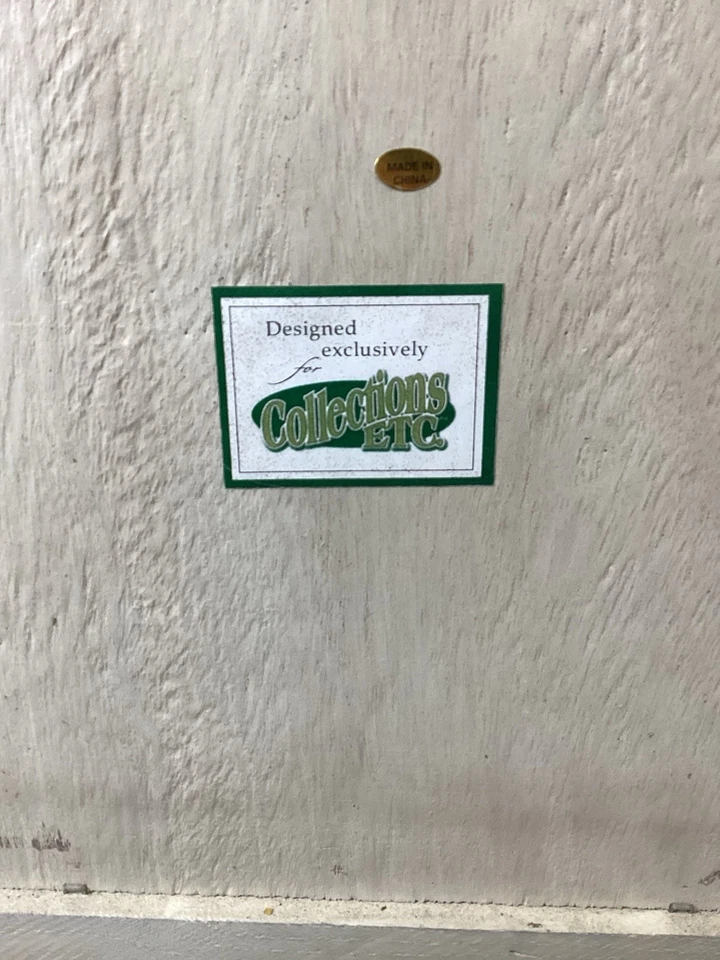 MADE IN
CHINA
Designed
exclusively
for
Collections
ETC.